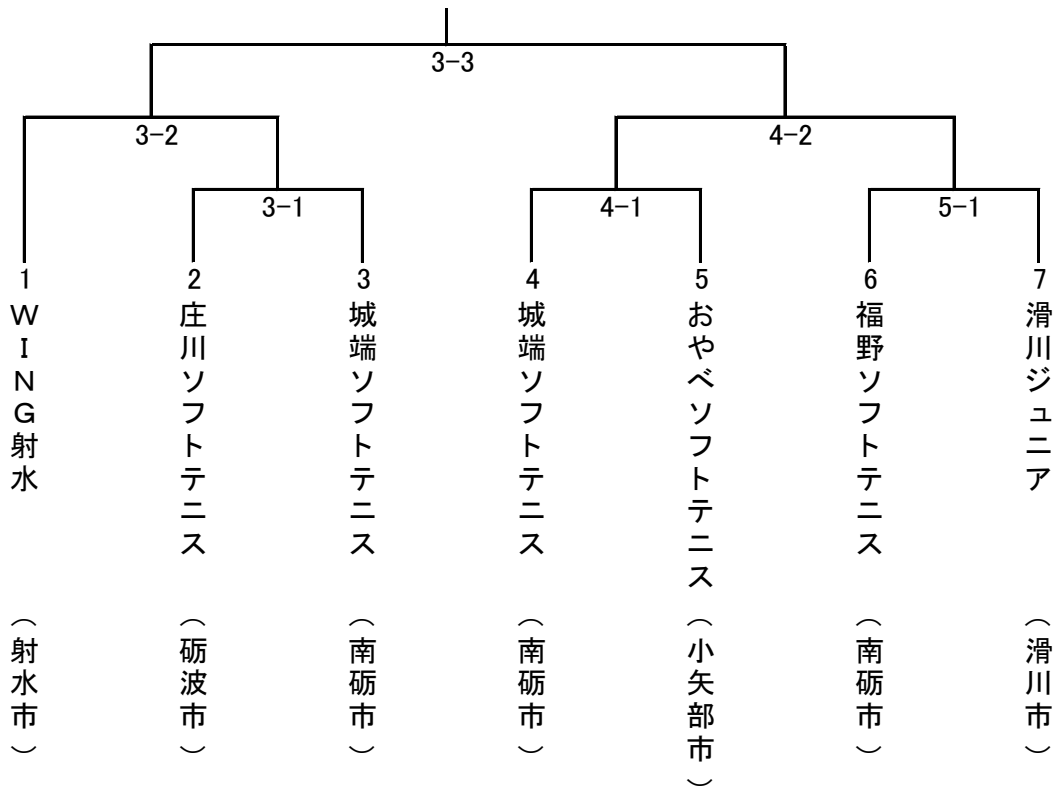 3-3
3-2
4-2
3-1
4-1
5-1
1
WING射水
(射水市)
2
庄川ソフトテニス
(砺波市)
3
城端ソフトテニス
(南砺市)
4
城端ソフトテニス
(南砺市)
5
おやべソフトテニス
(小矢部市)
6
福野ソフトテニス
(南砺市)
7
滑川ジュニア
(滑川市)